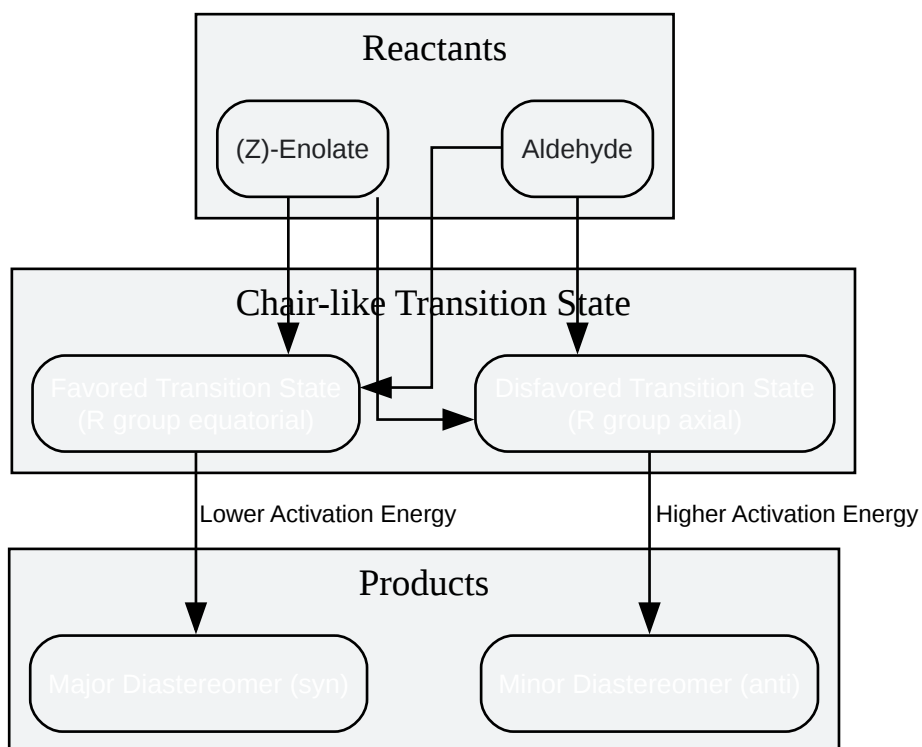 Reactants
(Z)-Enolate
Aldehyde
Chair-like Transition State
Favored Transition State
(R group equatorial)
Disfavored Transition State
(R group axial)
Lower Activation Energy
Higher Activation Energy
Products
Major Diastereomer (syn)
Minor Diastereomer (anti)